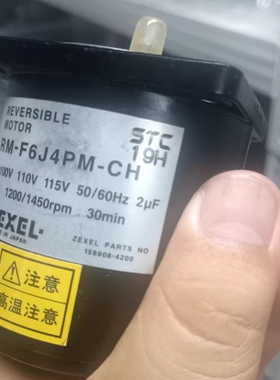 REVERSIBLE
MOTOR
STC
19H
RM-F6J4PM-CH
100V 110V 115V 50/60Hz 2μF
1200/1450rpm 30min
ZEXEL
IN JAPAN
ZEXEL PARTS NO
158908-4200
⚠注意
高温注意